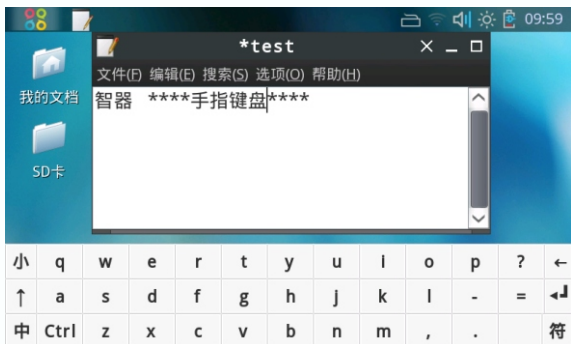 09:59
*test
文件(F) 编辑(E) 搜索(S) 选项(O) 帮助(H)
我的文档
智器 ****手指键盘****
SD卡
小 q w e r t y u i o p ? ←
↑ a s d f g h j k l - = ↲
中 Ctrl z x c v b n m , . 符